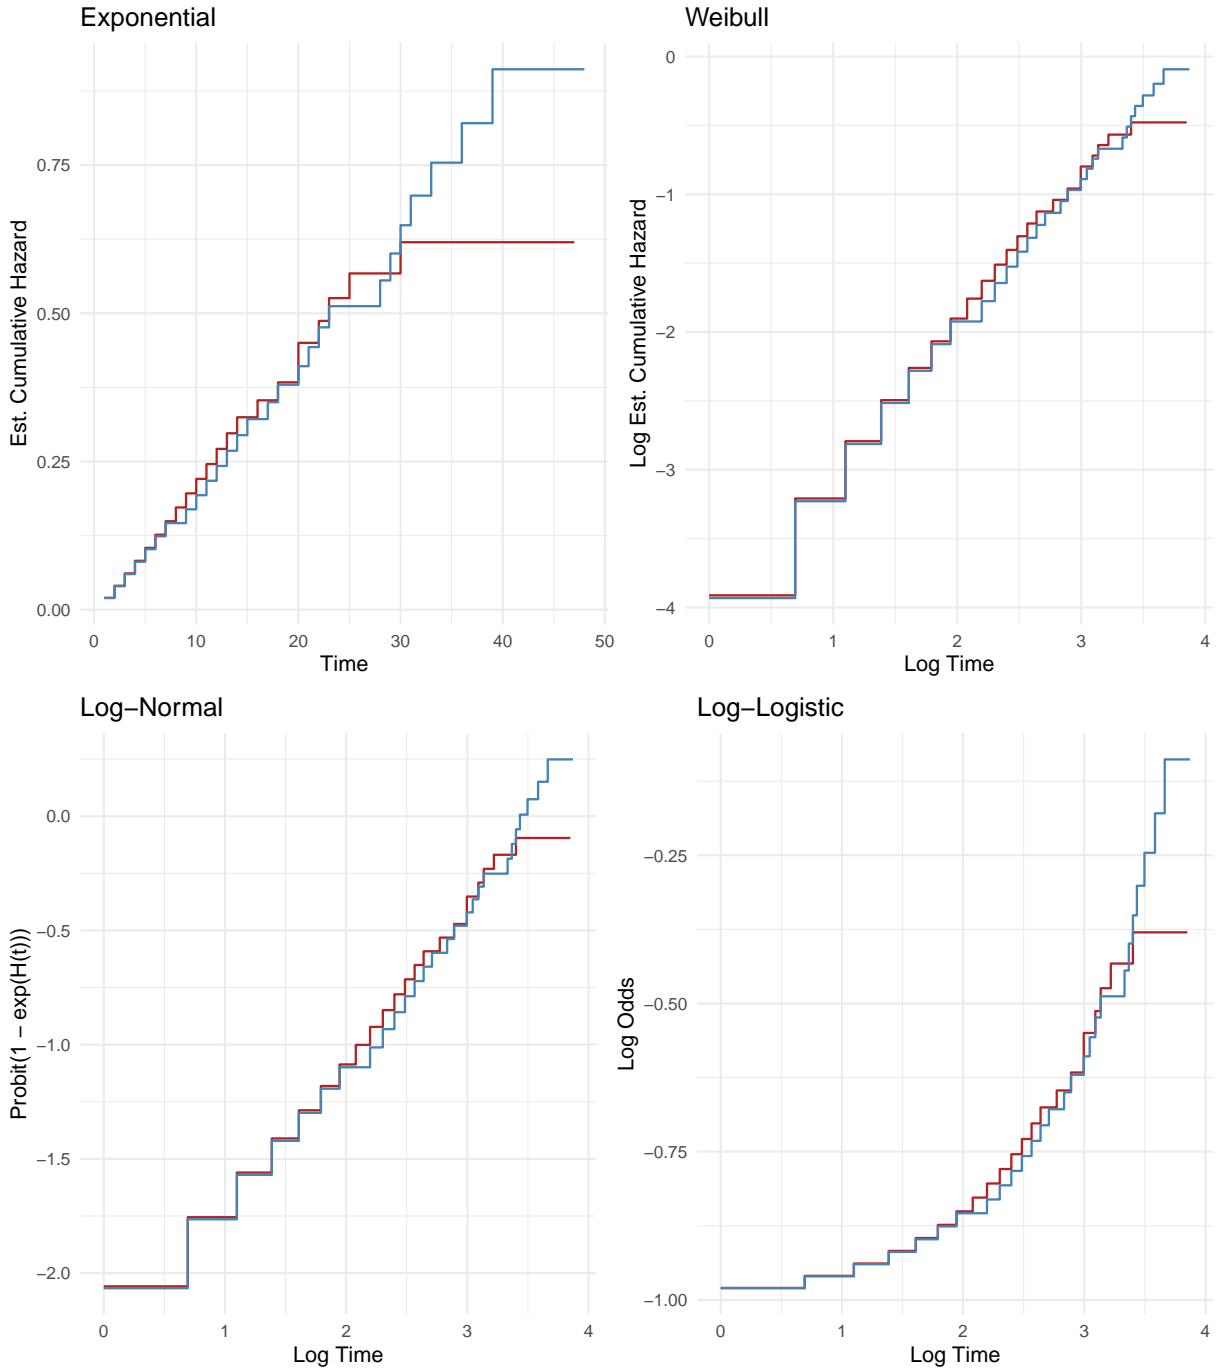 Exponential
Est. Cumulative Hazard
0.75
0.50
0.25
0.00
0 10 20 30 40 50
Time
Weibull
Log Est. Cumulative Hazard
0
−1
−2
−3
−4
0 1 2 3 4
Log Time
Log−Normal
Probit(1 − exp(H(t)))
0.0
−0.5
−1.0
−1.5
−2.0
0 1 2 3 4
Log Time
Log−Logistic
Log Odds
−0.25
−0.50
−0.75
−1.00
0 1 2 3 4
Log Time